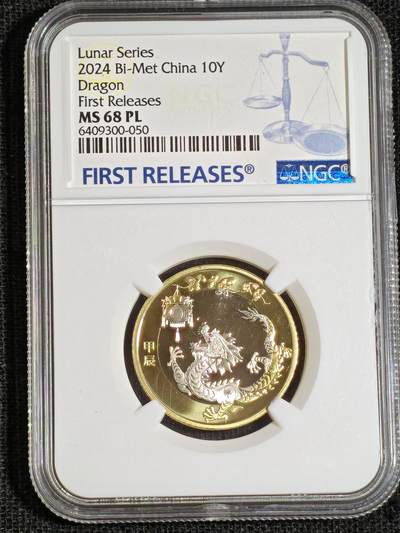 Lunar Series
2024 Bi-Met China 10Y
Dragon
First Releases
MS 68 PL
6409300-050
FIRST RELEASES®
NGC
甲辰